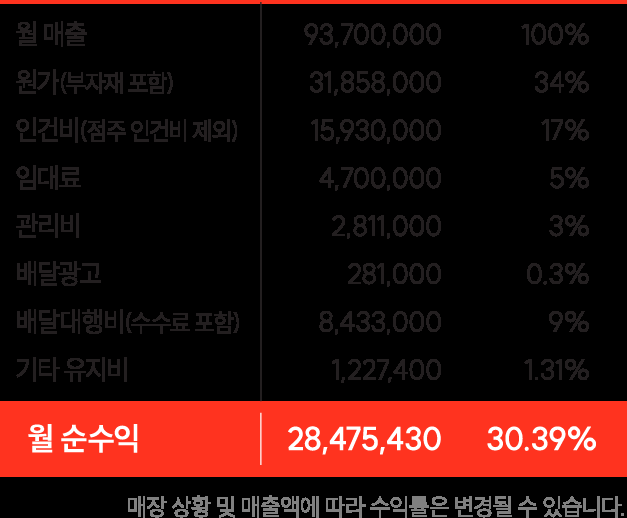 월 매출 93,700,000 100%
원가(부자재 포함) 31,858,000 34%
인건비(점주 인건비 제외) 15,930,000 17%
임대료 4,700,000 5%
관리비 2,811,000 3%
배달광고 281,000 0.3%
배달대행비(수수료 포함) 8,433,000 9%
기타 유지비 1,227,400 1.31%
월 순수익 28,475,430 30.39%
매장 상황 및 매출액에 따라 수익률은 변경될 수 있습니다.